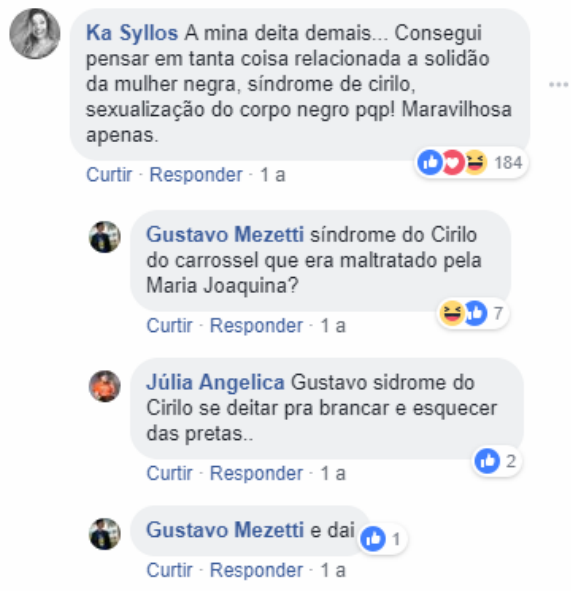 Ka Syllos A mina deita demais... Consegui
pensar em tanta coisa relacionada a solidão
da mulher negra, síndrome de cirilo,
sexualização do corpo negro pqp! Maravilhosa
apenas.
184
Curtir · Responder · 1 a
Gustavo Mezetti síndrome do Cirilo
do carrossel que era maltratado pela
Maria Joaquina?
7
Curtir · Responder · 1 a
Júlia Angelica Gustavo sidrome do
Cirilo se deitar pra brancar e esquecer
das pretas..
2
Curtir · Responder · 1 a
Gustavo Mezetti e dai
1
Curtir · Responder · 1 a